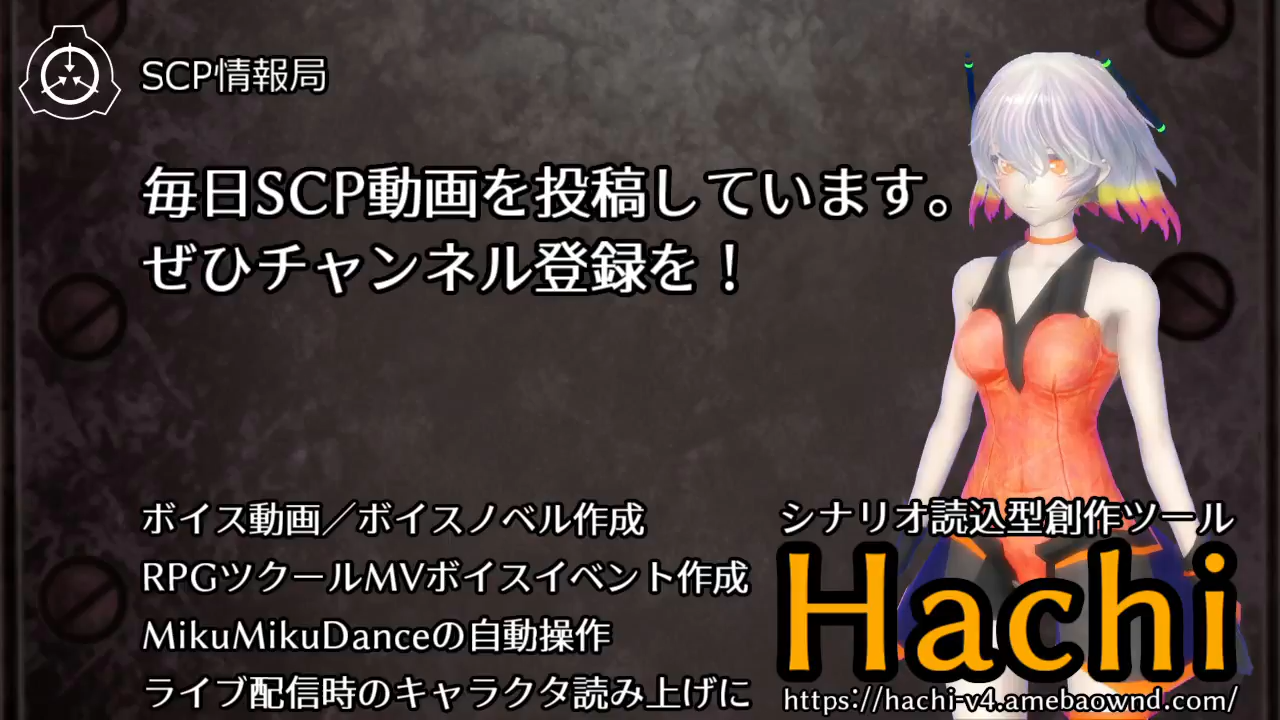 SCP情報局
毎日SCP動画を投稿しています。
ぜひチャンネル登録を！
ボイス動画／ボイスノベル作成
RPGツクールMVボイスイベント作成
MikuMikuDanceの自動操作
ライブ配信時のキャラクタ読み上げに
シナリオ読込型創作ツール
Hachi
https://hachi-v4.amebaownd.com/